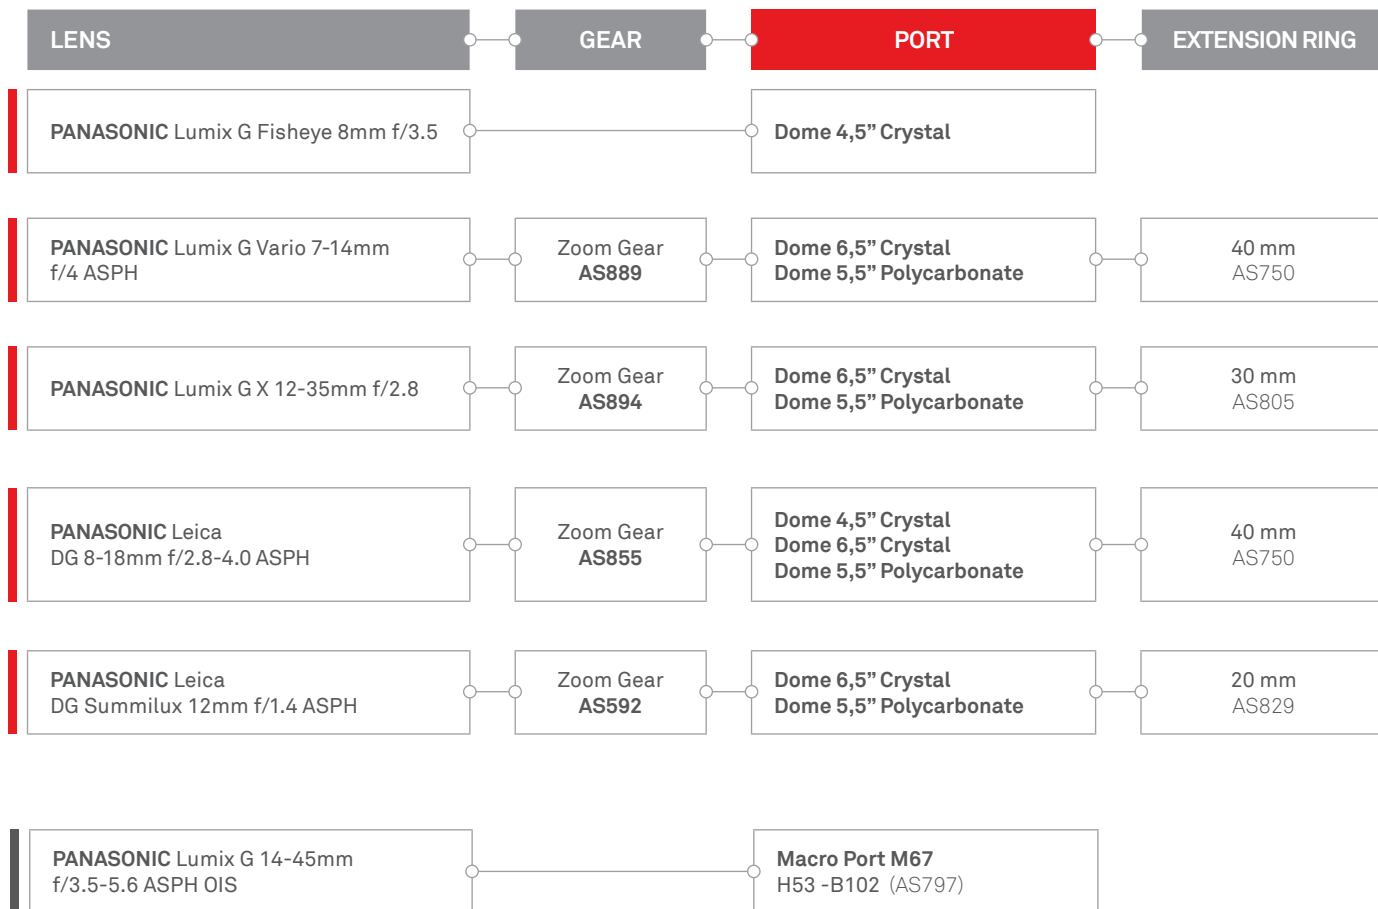 LENS
GEAR
PORT
EXTENSION RING
PANASONIC Lumix G Fisheye 8mm f/3.5
Dome 4,5” Crystal
PANASONIC Lumix G Vario 7-14mm
f/4 ASPH
Zoom Gear
AS889
Dome 6,5” Crystal
Dome 5,5” Polycarbonate
40 mm
AS750
PANASONIC Lumix G X 12-35mm f/2.8
Zoom Gear
AS894
Dome 6,5” Crystal
Dome 5,5” Polycarbonate
30 mm
AS805
PANASONIC Leica
DG 8-18mm f/2.8-4.0 ASPH
Zoom Gear
AS855
Dome 4,5” Crystal
Dome 6,5” Crystal
Dome 5,5” Polycarbonate
40 mm
AS750
PANASONIC Leica
DG Summilux 12mm f/1.4 ASPH
Zoom Gear
AS592
Dome 6,5” Crystal
Dome 5,5” Polycarbonate
20 mm
AS829
PANASONIC Lumix G 14-45mm
f/3.5-5.6 ASPH OIS
Macro Port M67
H53 -B102 (AS797)